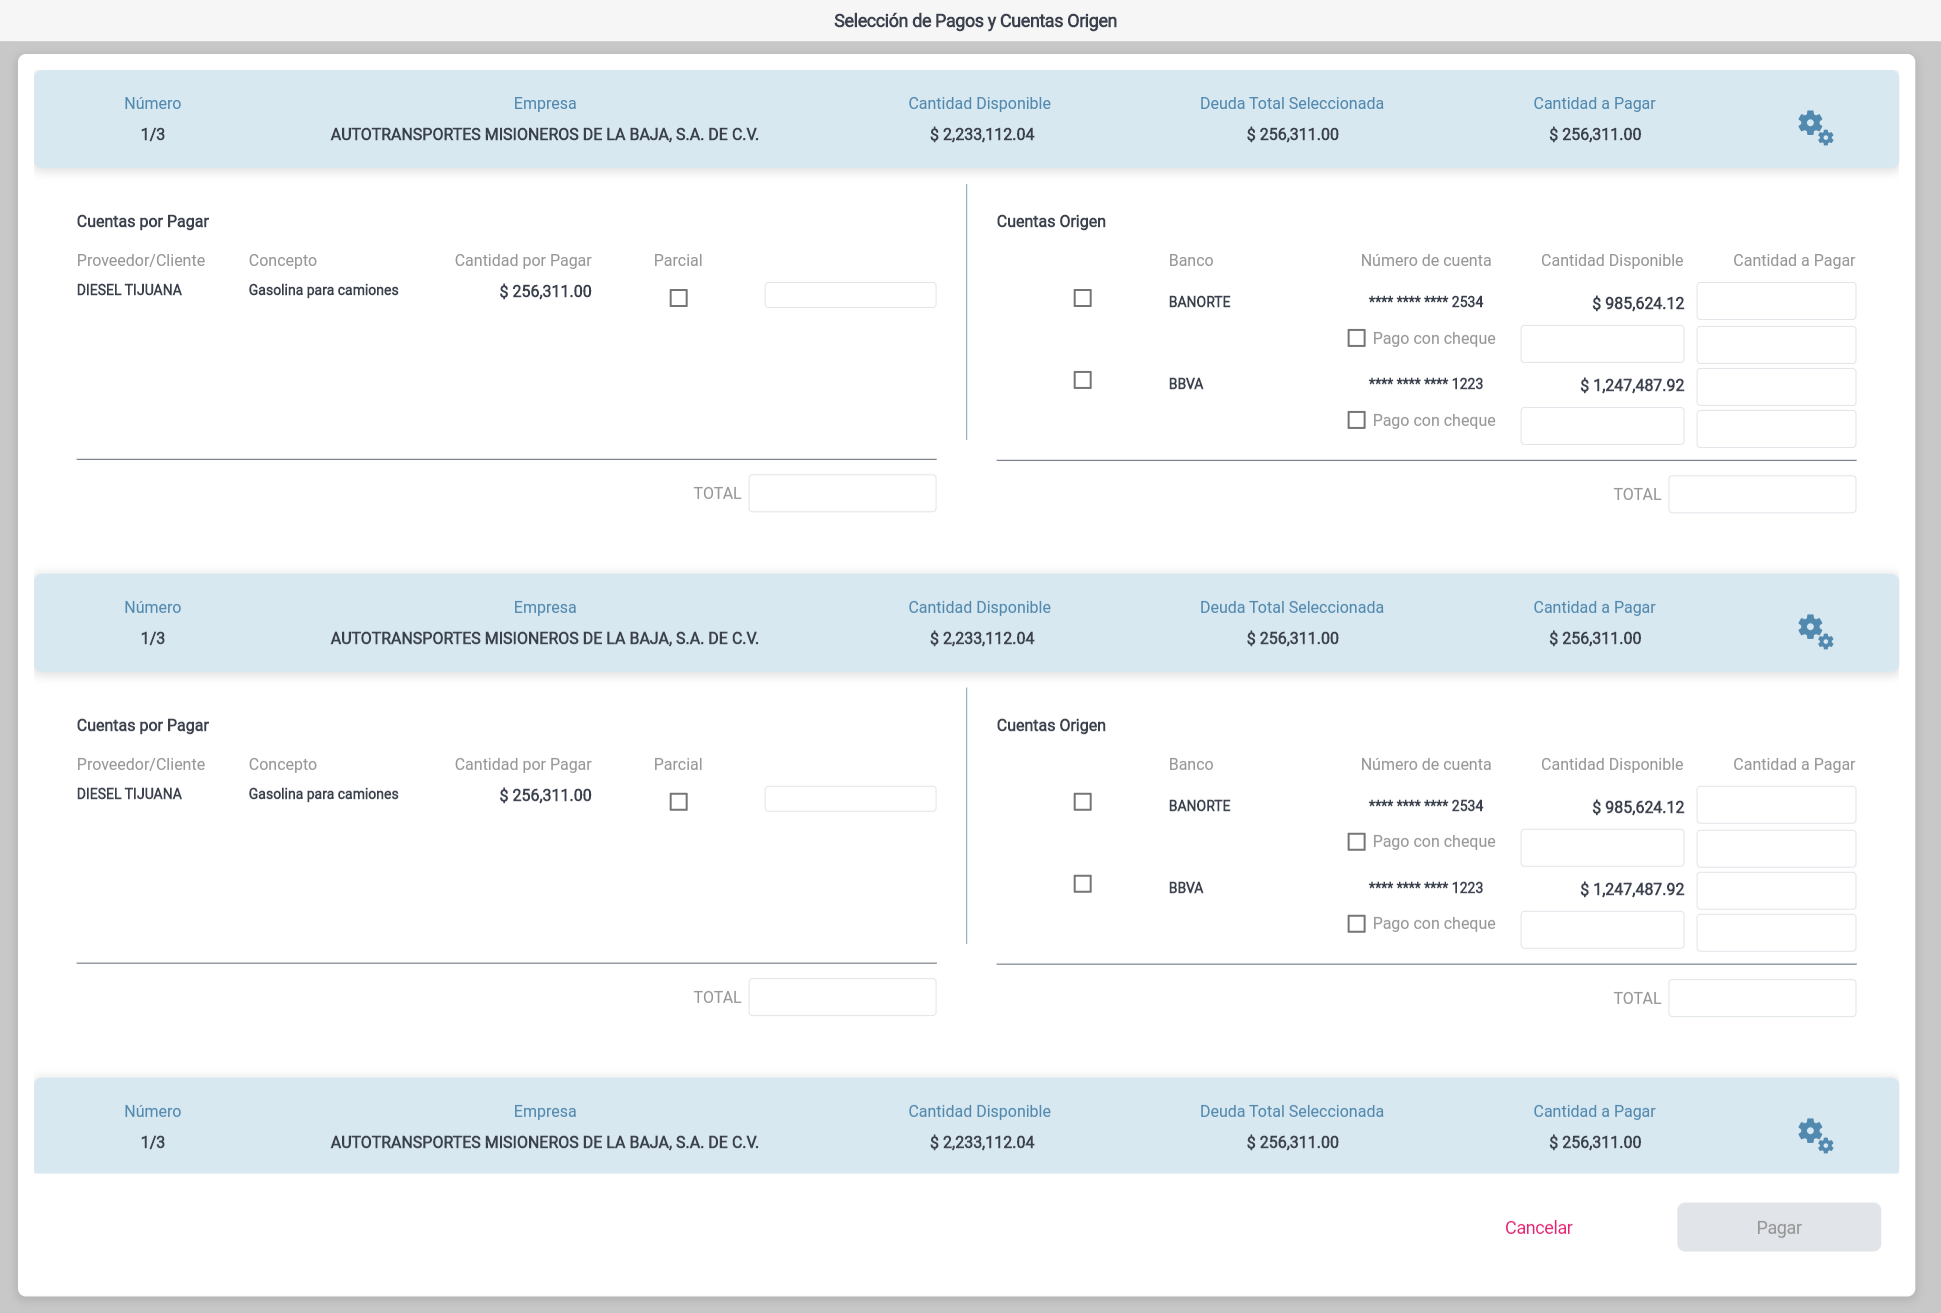 Selección de Pagos y Cuentas Origen
Número Empresa Cantidad Disponible Deuda Total Seleccionada Cantidad a Pagar
1/3 AUTOTRANSPORTES MISIONEROS DE LA BAJA, S.A. DE C.V. $ 2,233,112.04 $ 256,311.00 $ 256,311.00
Cuentas por Pagar
Proveedor/Cliente Concepto Cantidad por Pagar Parcial
DIESEL TIJUANA Gasolina para camiones $ 256,311.00
TOTAL
Cuentas Origen
Banco Número de cuenta Cantidad Disponible Cantidad a Pagar
BANORTE **** **** **** 2534 $ 985,624.12
Pago con cheque
BBVA **** **** **** 1223 $ 1,247,487.92
Pago con cheque
TOTAL
Número Empresa Cantidad Disponible Deuda Total Seleccionada Cantidad a Pagar
1/3 AUTOTRANSPORTES MISIONEROS DE LA BAJA, S.A. DE C.V. $ 2,233,112.04 $ 256,311.00 $ 256,311.00
Cuentas por Pagar
Proveedor/Cliente Concepto Cantidad por Pagar Parcial
DIESEL TIJUANA Gasolina para camiones $ 256,311.00
TOTAL
Cuentas Origen
Banco Número de cuenta Cantidad Disponible Cantidad a Pagar
BANORTE **** **** **** 2534 $ 985,624.12
Pago con cheque
BBVA **** **** **** 1223 $ 1,247,487.92
Pago con cheque
TOTAL
Número Empresa Cantidad Disponible Deuda Total Seleccionada Cantidad a Pagar
1/3 AUTOTRANSPORTES MISIONEROS DE LA BAJA, S.A. DE C.V. $ 2,233,112.04 $ 256,311.00 $ 256,311.00
Cancelar Pagar